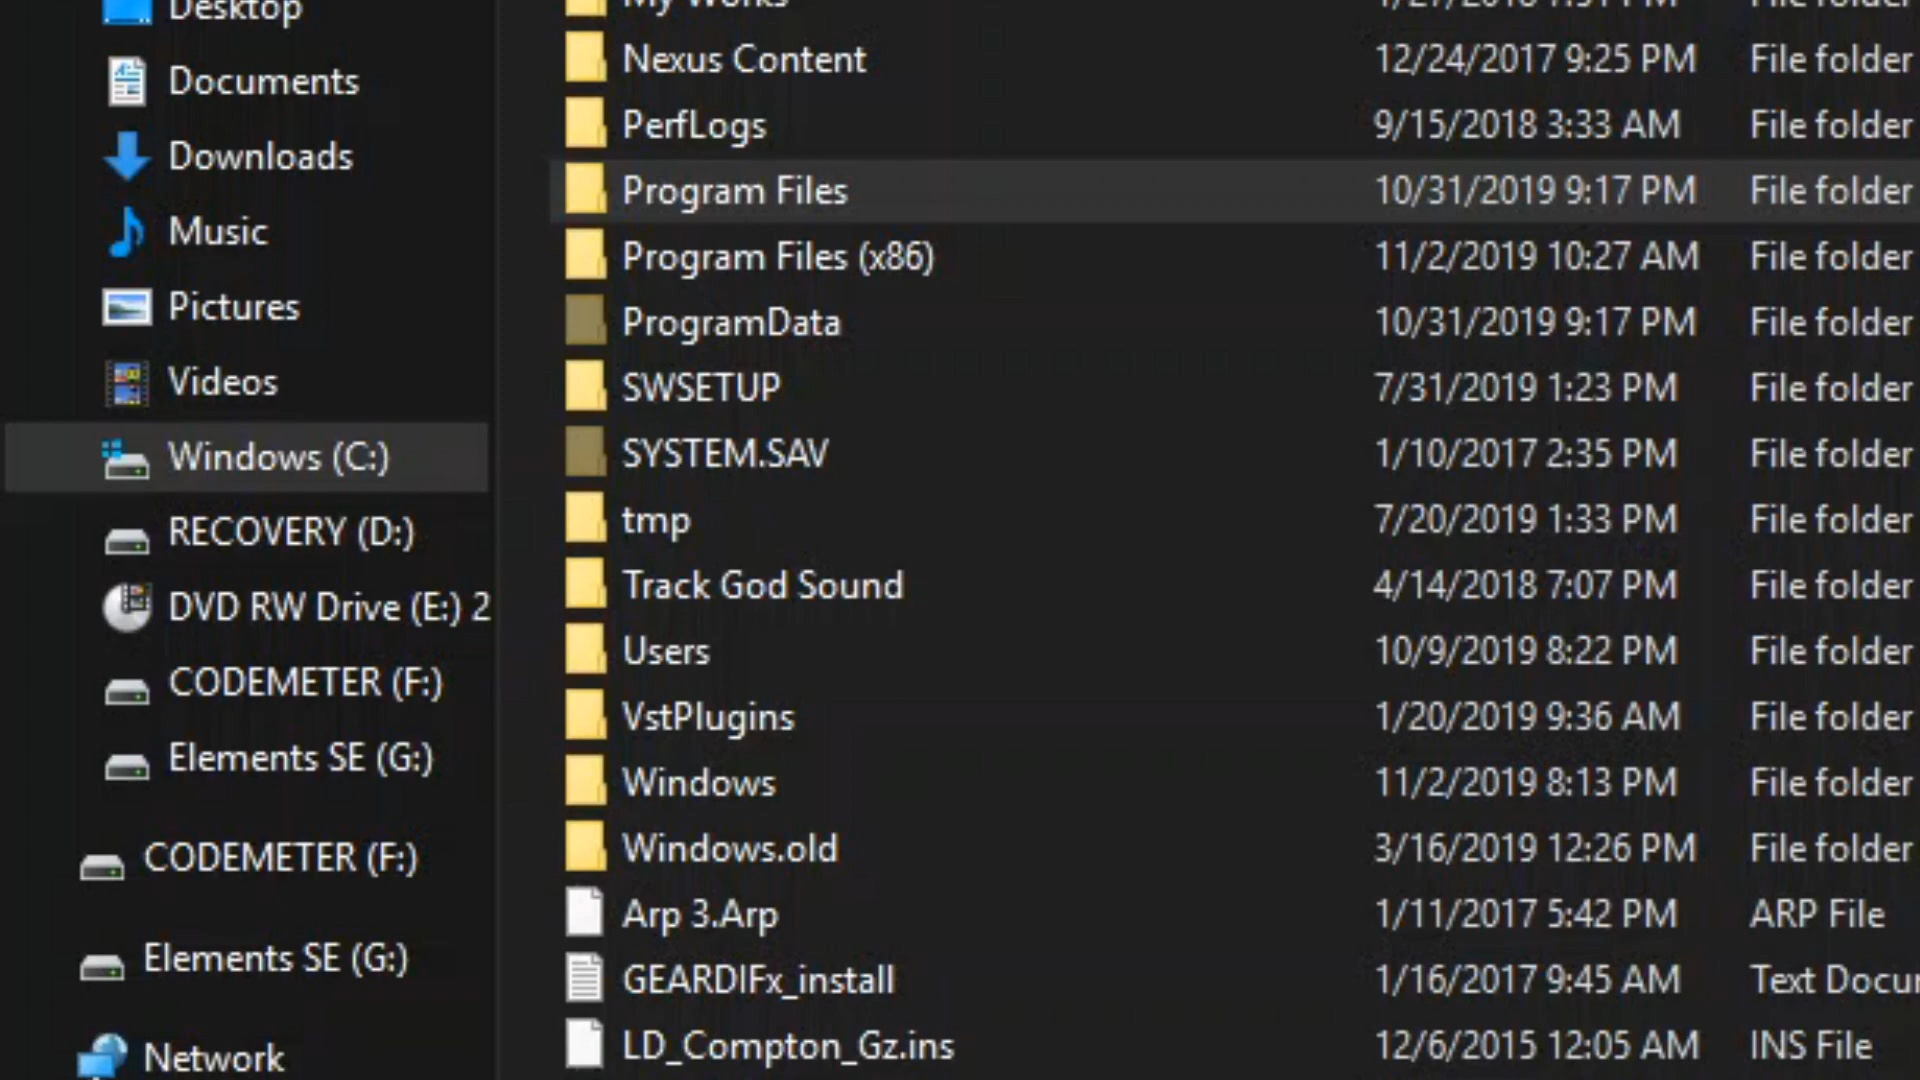 Desktop
Documents
Downloads
Music
Pictures
Videos
Windows (C:)
RECOVERY (D:)
DVD RW Drive (E:) 2
CODEMETER (F:)
Elements SE (G:)
CODEMETER (F:)
Elements SE (G:)
Network
My Works File folder
Nexus Content 12/24/2017 9:25 PM File folder
PerfLogs 9/15/2018 3:33 AM File folder
Program Files 10/31/2019 9:17 PM File folder
Program Files (x86) 11/2/2019 10:27 AM File folder
ProgramData 10/31/2019 9:17 PM File folder
SWSETUP 7/31/2019 1:23 PM File folder
SYSTEM.SAV 1/10/2017 2:35 PM File folder
tmp 7/20/2019 1:33 PM File folder
Track God Sound 4/14/2018 7:07 PM File folder
Users 10/9/2019 8:22 PM File folder
VstPlugins 1/20/2019 9:36 AM File folder
Windows 11/2/2019 8:13 PM File folder
Windows.old 3/16/2019 12:26 PM File folder
Arp 3.Arp 1/11/2017 5:42 PM ARP File
GEARDIFx_install 1/16/2017 9:45 AM Text Docu
LD_Compton_Gz.ins 12/6/2015 12:05 AM INS File